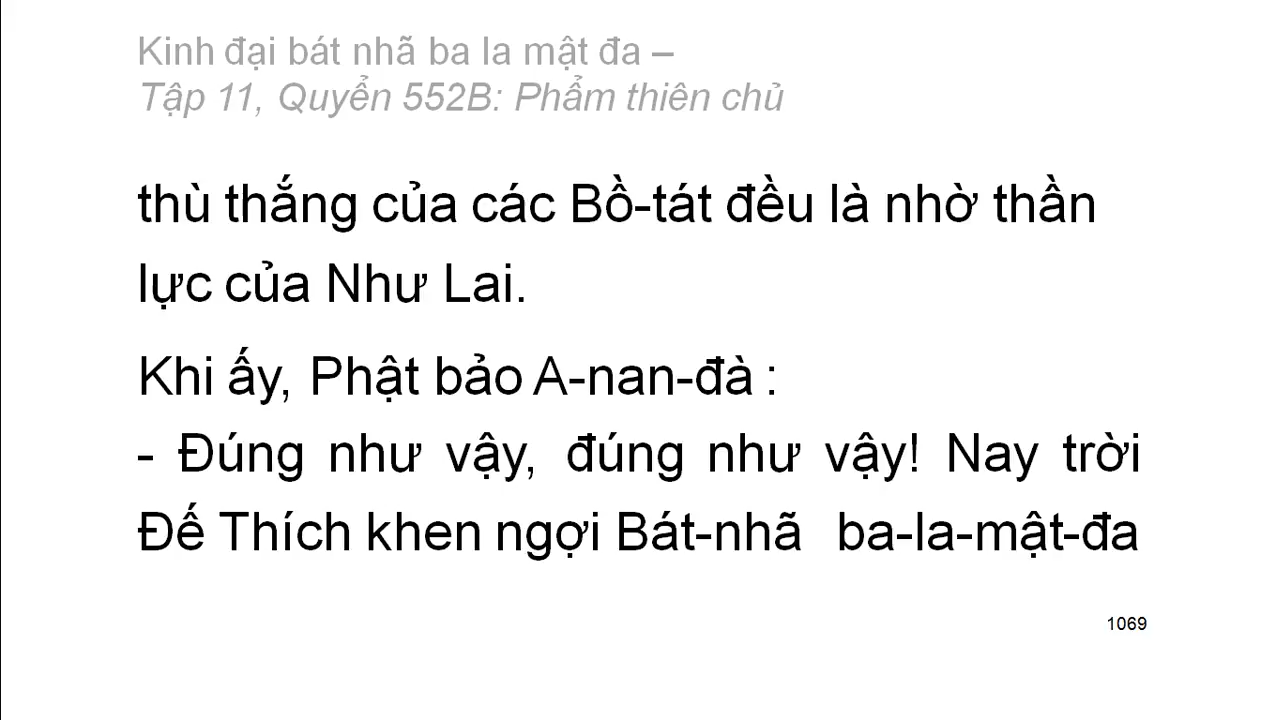 Kinh đại bát nhã ba la mật đa –
Tập 11, Quyển 552B: Phẩm thiên chủ
thù thắng của các Bồ-tát đều là nhờ thần
lực của Như Lai.
Khi ấy, Phật bảo A-nan-đà :
- Đúng như vậy, đúng như vậy! Nay trời
Đế Thích khen ngợi Bát-nhã ba-la-mật-đa
1069